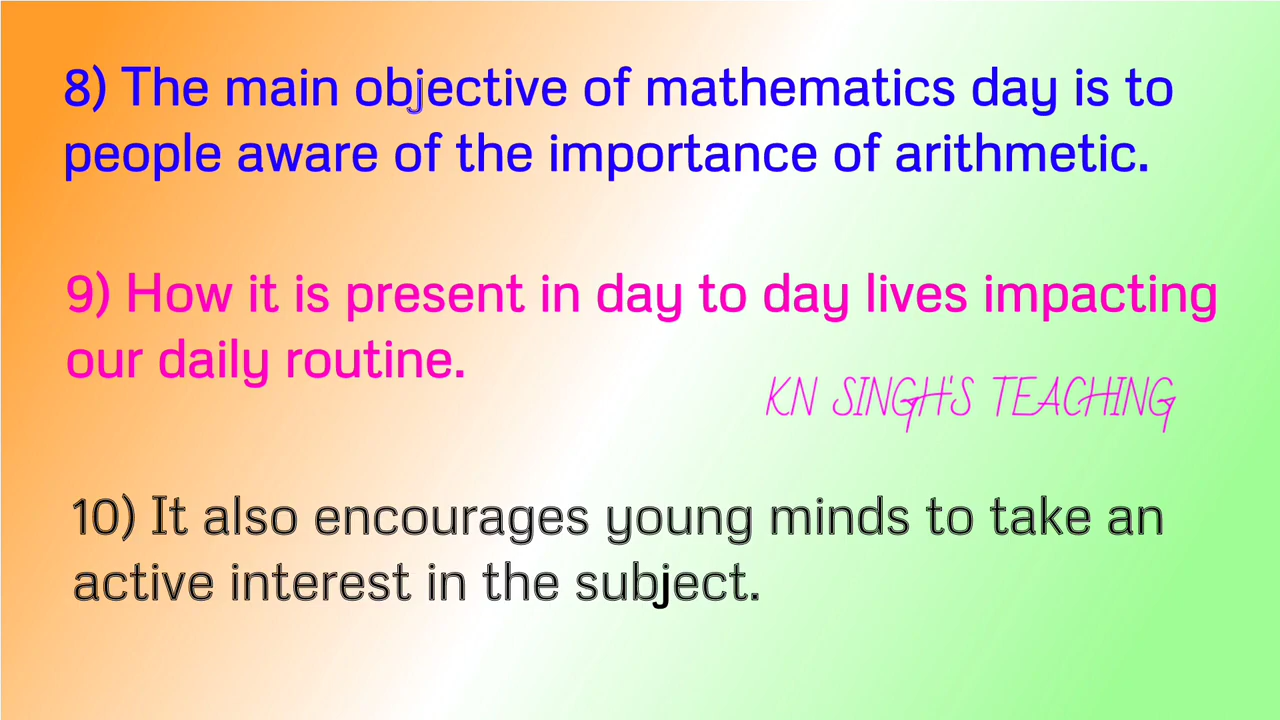 8) The main objective of mathematics day is to
people aware of the importance of arithmetic.
9) How it is present in day to day lives impacting
our daily routine.
KN SINGH'S TEACHING
10) It also encourages young minds to take an
active interest in the subject.